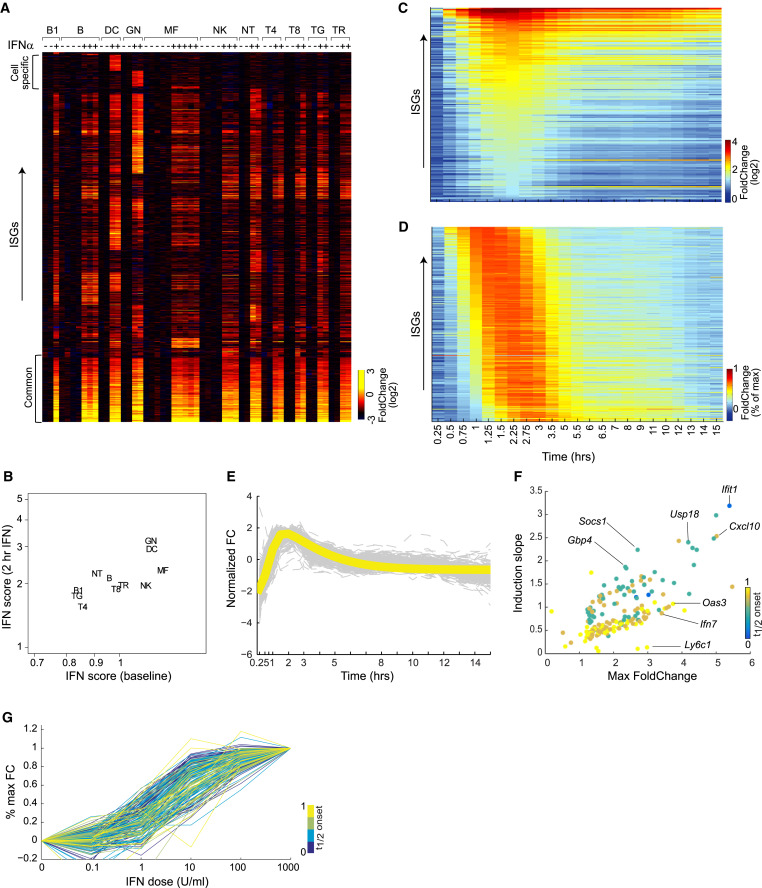 A
B1 B DC GN MF NK NT T4 T8 TG TR
IFNα
- - + - - - + + + - - + + - - + + - - - - - + + + + + - - - - + + + - - + + - - + + - - + + - - + + - - + +
Cell specific
ISGs
Common
3
0
-3
FoldChange (log2)
C
ISGs
4
2
0
FoldChange (log2)
D
ISGs
1
0
FoldChange (% of max)
0.25 0.5 0.75 1 1.25 1.5 2.25 2.75 3 3.5 5 6 6.5 7 9 10 11 12 13 14 15
Time (hrs)
B
5
4
3
2
1
IFN score (2 hr IFN)
GN
DC
MF
NT
B
TR
T8
NK
B1
TG
T4
0.7 0.8 0.9 1
IFN score (baseline)
E
4
2
0
-2
-4
-6
Normalized FC
0.25 1 2 3 5 8 12 15
Time (hrs)
F
3.5
3
2.5
2
1.5
1
0.5
0
Induction slope
Ifit1
Usp18
Cxcl10
Socs1
Gbp4
Oas3
Ifn7
Ly6c1
0 1 2 3 4 5 6
Max FoldChange
1
0
t1/2 onset
G
1.2
1
0.8
0.6
0.4
0.2
0
−0.2
% max FC
0 0.1 1 10 100 1000
IFN dose (U/ml)
1
0
t1/2 onset